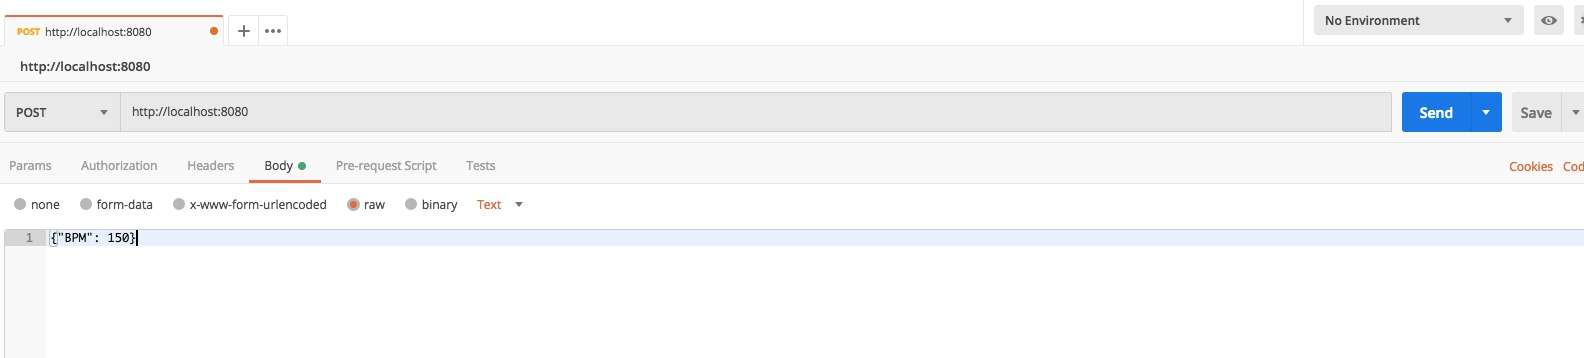 POST http://localhost:8080
No Environment
http://localhost:8080
POST http://localhost:8080 Send Save
Params Authorization Headers Body Pre-request Script Tests Cookies Cod
none form-data x-www-form-urlencoded raw binary Text
1 {"BPM": 150}